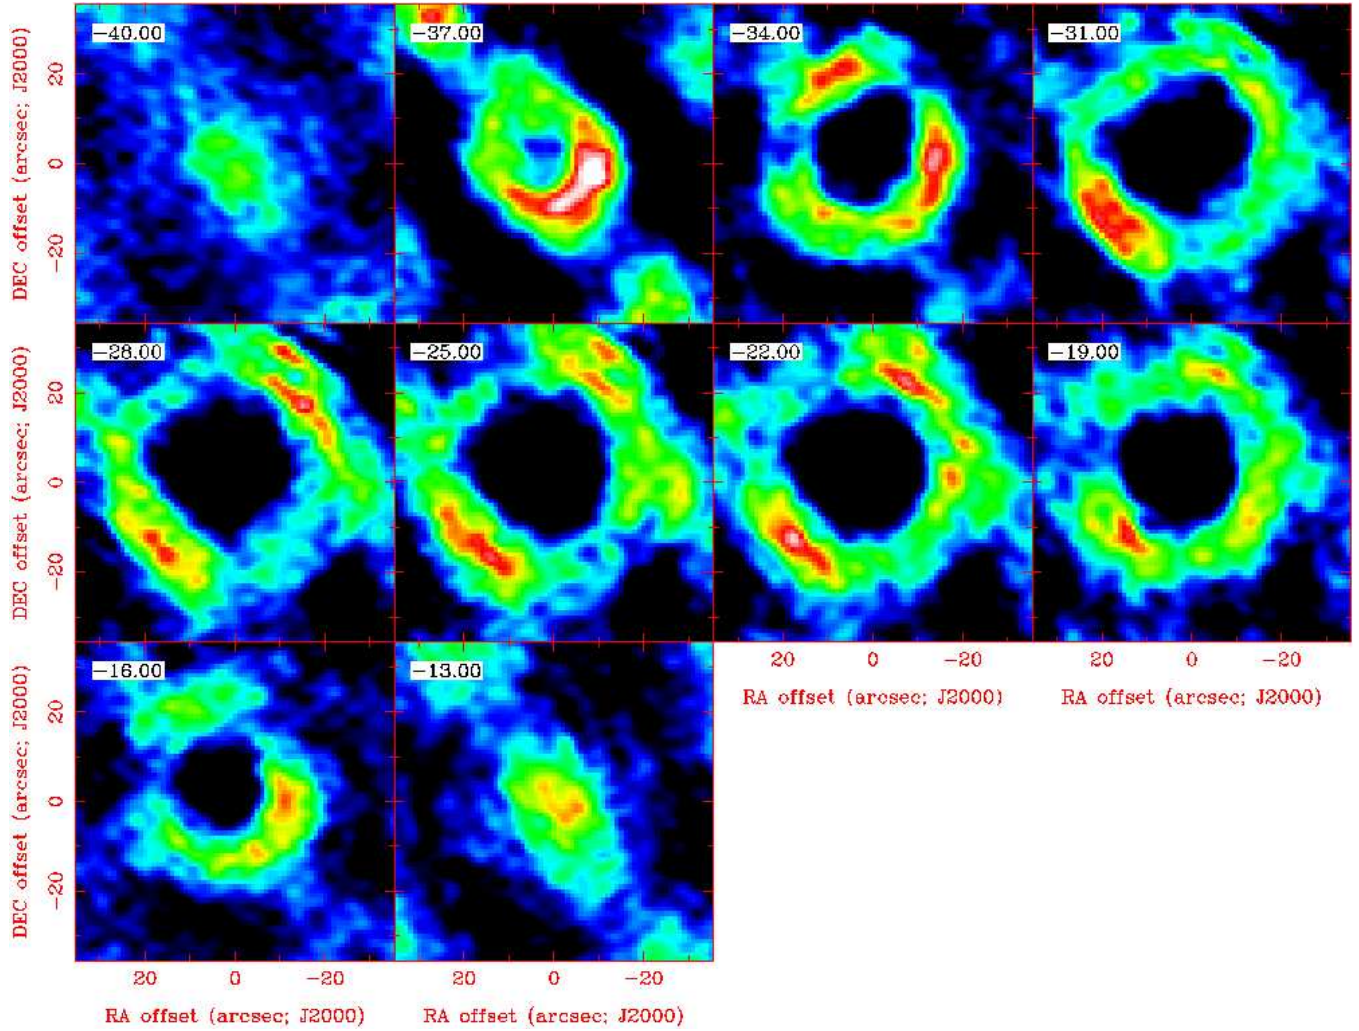 −40.00 −37.00 −34.00 −31.00
20
0
−20
DEC offset (arcsec; J2000)
−28.00 −25.00 −22.00 −19.00
20
0
−20
DEC offset (arcsec; J2000)
20 0 −20 20 0 −20
RA offset (arcsec; J2000) RA offset (arcsec; J2000)
−16.00 −13.00
20
0
−20
DEC offset (arcsec; J2000)
20 0 −20 20 0 −20
RA offset (arcsec; J2000) RA offset (arcsec; J2000)